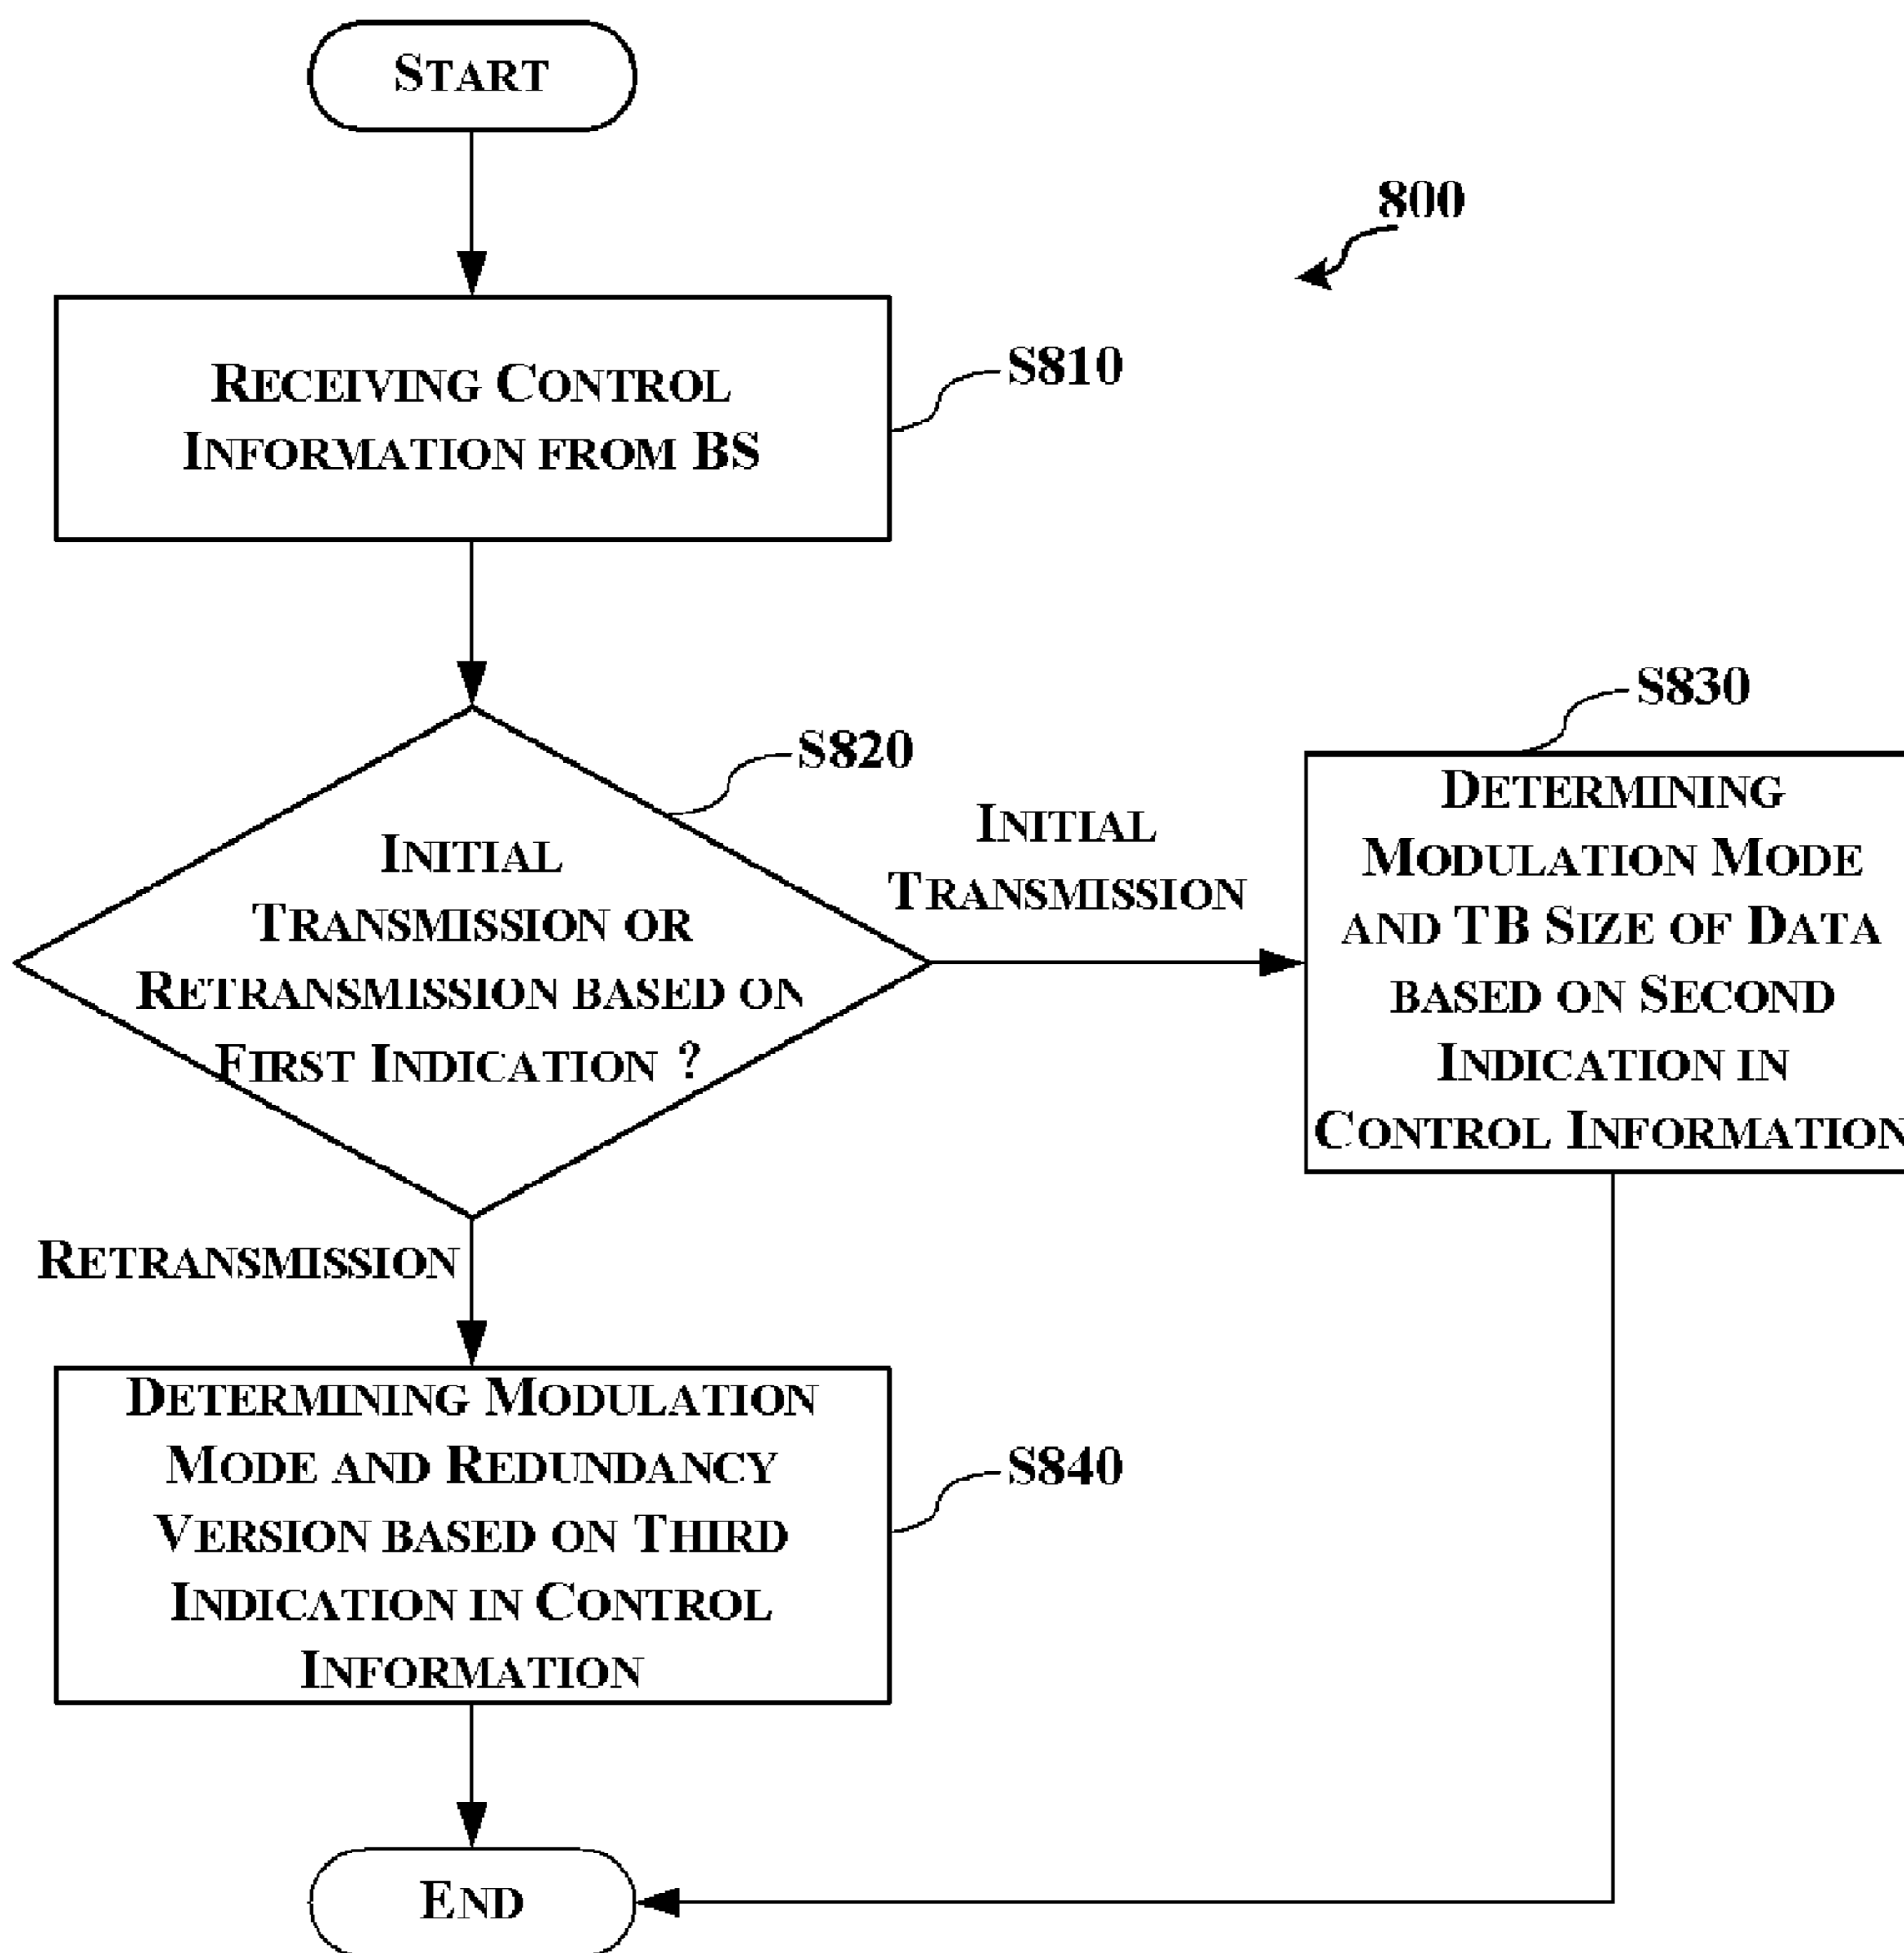 START
800
RECEIVING CONTROL
INFORMATION FROM BS
S810
S820
INITIAL
TRANSMISSION OR
RETRANSMISSION BASED ON
FIRST INDICATION ?
INITIAL
TRANSMISSION
S830
DETERMINING
MODULATION MODE
AND TB SIZE OF DATA
BASED ON SECOND
INDICATION IN
CONTROL INFORMATION
RETRANSMISSION
DETERMINING MODULATION
MODE AND REDUNDANCY
VERSION BASED ON THIRD
INDICATION IN CONTROL
INFORMATION
S840
END